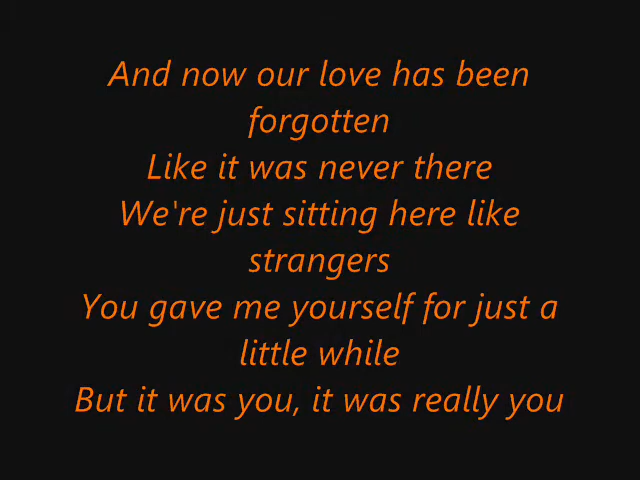 And now our love has been
forgotten
Like it was never there
We're just sitting here like
strangers
You gave me yourself for just a
little while
But it was you, it was really you